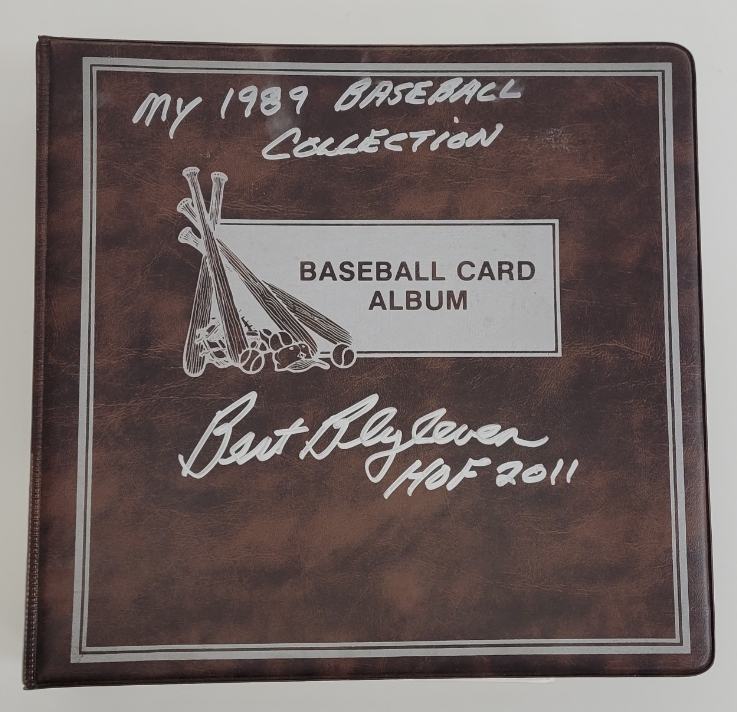 MY 1989 BASEBALL
COLLECTION
BASEBALL CARD
ALBUM
Bert Blyleven
HOF 2011